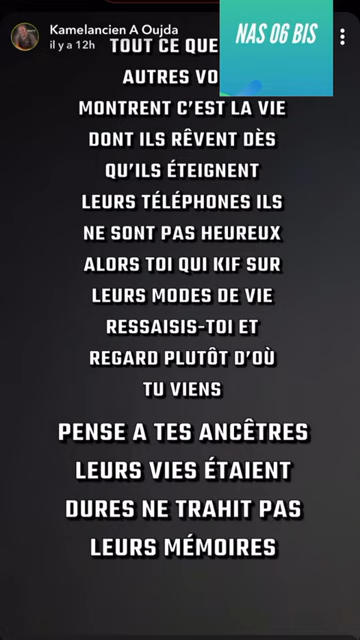 Kamelancien A Oujda
il y a 12h
NAS 06 BIS
TOUT CE QUE
AUTRES VO
MONTRENT C'EST LA VIE
DONT ILS RÊVENT DÈS
QU'ILS ÉTEIGNENT
LEURS TÉLÉPHONES ILS
NE SONT PAS HEUREUX
ALORS TOI QUI KIF SUR
LEURS MODES DE VIE
RESSAISIS-TOI ET
REGARD PLUTÔT D'OÙ
TU VIENS
PENSE A TES ANCÊTRES
LEURS VIES ÉTAIENT
DURES NE TRAHIT PAS
LEURS MÉMOIRES